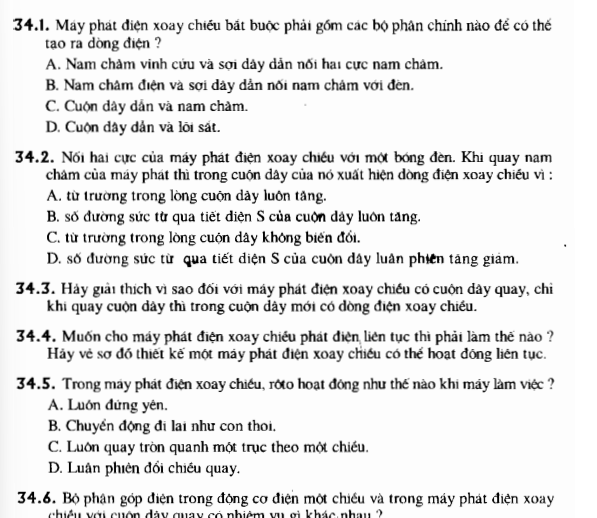 34.1. Máy phát điện xoay chiều bắt buộc phải gồm các bộ phân chính nào để có thể
tạo ra dòng điện ?
A. Nam châm vĩnh cửu và sợi dây dẫn nối hai cực nam châm.
B. Nam châm điện và sợi dây dẫn nối nam châm với đèn.
C. Cuộn dây dẫn và nam châm.
D. Cuộn dây dẫn và lõi sắt.
34.2. Nối hai cực của máy phát điện xoay chiều với một bóng đèn. Khi quay nam
châm của máy phát thì trong cuộn dây của nó xuất hiện dòng điện xoay chiều vì :
A. từ trường trong lòng cuộn dây luôn tăng.
B. số đường sức từ qua tiết diện S của cuộn dây luôn tăng.
C. từ trường trong lòng cuộn dây không biến đổi.
D. số đường sức từ qua tiết diện S của cuộn dây luân phiên tăng giảm.
34.3. Hãy giải thích vì sao đối với máy phát điện xoay chiều có cuộn dây quay, chỉ
khi quay cuộn dây thì trong cuộn dây mới có dòng điện xoay chiều.
34.4. Muốn cho máy phát điện xoay chiều phát điện liên tục thì phải làm thế nào ?
Hãy vẽ sơ đồ thiết kế một máy phát điện xoay chiều có thể hoạt động liên tục.
34.5. Trong máy phát điện xoay chiều, rôto hoạt động như thế nào khi máy làm việc ?
A. Luôn đứng yên.
B. Chuyển động đi lại như con thoi.
C. Luôn quay tròn quanh một trục theo một chiều.
D. Luân phiên đổi chiều quay.
34.6. Bộ phận góp điện trong động cơ điện một chiều và trong máy phát điện xoay
chiều với cuộn dây quay có nhiệm vụ gì khác nhau ?